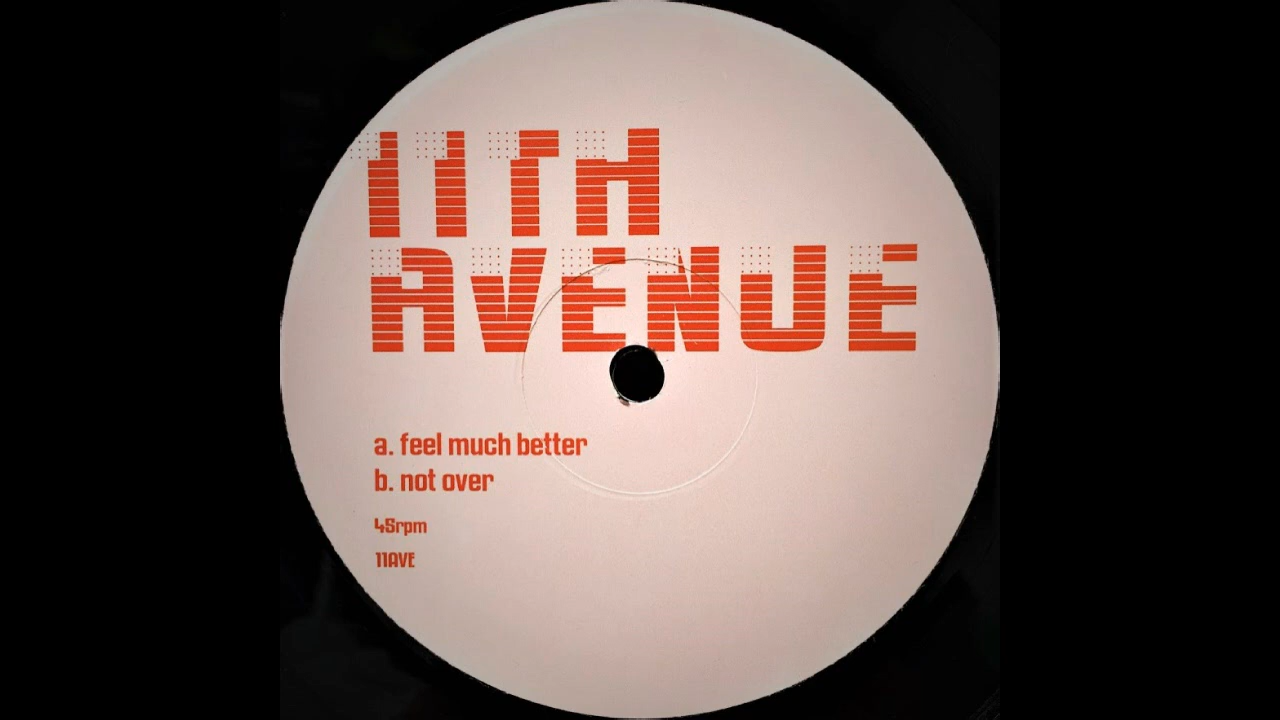 11TH
AVENUE
a. feel much better
b. not over
45rpm
11AVE